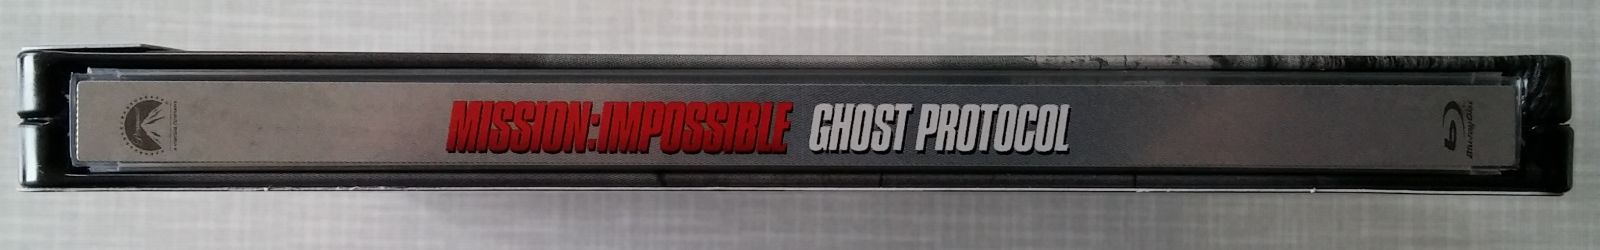 MISSION: IMPOSSIBLE GHOST PROTOCOL